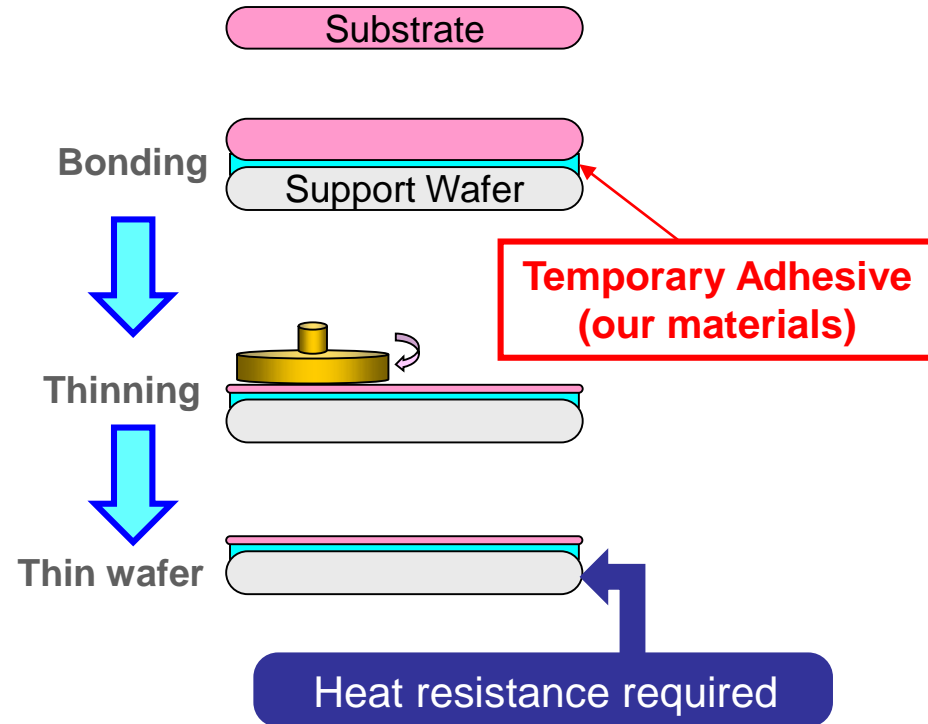 Substrate
Bonding
Support Wafer
Temporary Adhesive
(our materials)
Thinning
Thin wafer
Heat resistance required